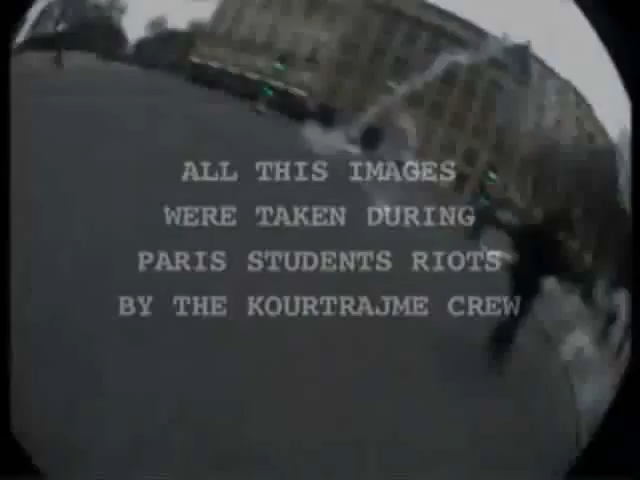 ALL THIS IMAGES
WERE TAKEN DURING
PARIS STUDENTS RIOTS
BY THE KOURTRAJME CREW